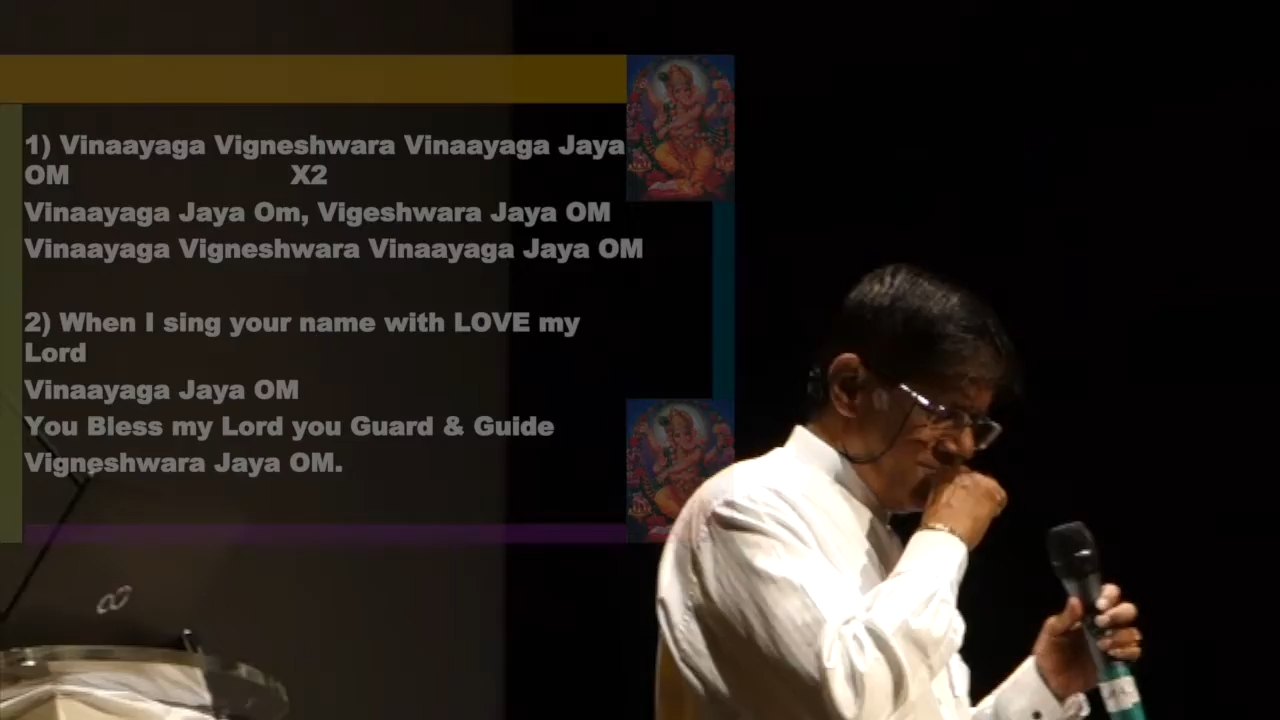 1) Vinaayaga Vigneshwara Vinaayaga Jaya
OM X2
Vinaayaga Jaya Om, Vigeshwara Jaya OM
Vinaayaga Vigneshwara Vinaayaga Jaya OM
2) When I sing your name with LOVE my
Lord
Vinaayaga Jaya OM
You Bless my Lord you Guard & Guide
Vigneshwara Jaya OM.